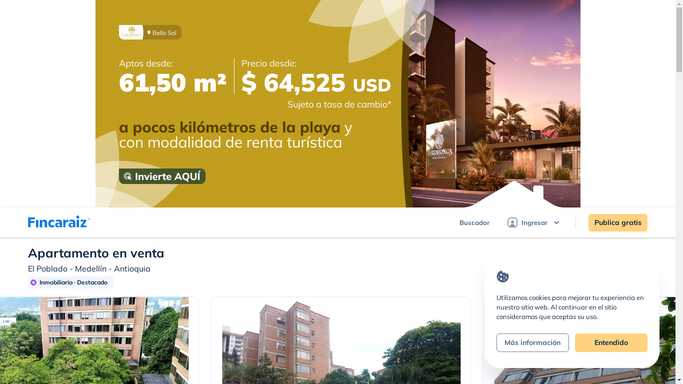 Bello Sol
Aptos desde:
61,50 m²
Precio desde:
$ 64,525 USD
Sujeto a tasa de cambio*
a pocos kilómetros de la playa y
con modalidad de renta turística
Invierte AQUÍ
Fincaraiz
Buscador
Ingresar
Publica gratis
Apartamento en venta
El Poblado - Medellín - Antioquia
Inmobiliaria - Destacado
Utilizamos cookies para mejorar tu experiencia en
nuestro sitio web. Al continuar en el sitio
consideramos que aceptas su uso.
Más información
Entendido